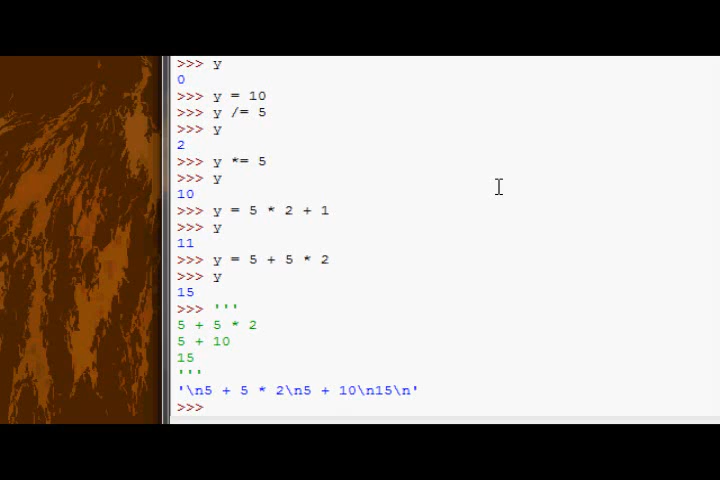 >>> y
0
>>> y = 10
>>> y /= 5
>>> y
2
>>> y *= 5
>>> y
10
>>> y = 5 * 2 + 1
>>> y
11
>>> y = 5 + 5 * 2
>>> y
15
>>> '''
5 + 5 * 2
5 + 10
15
'''
'\n5 + 5 * 2\n5 + 10\n15\n'
>>>